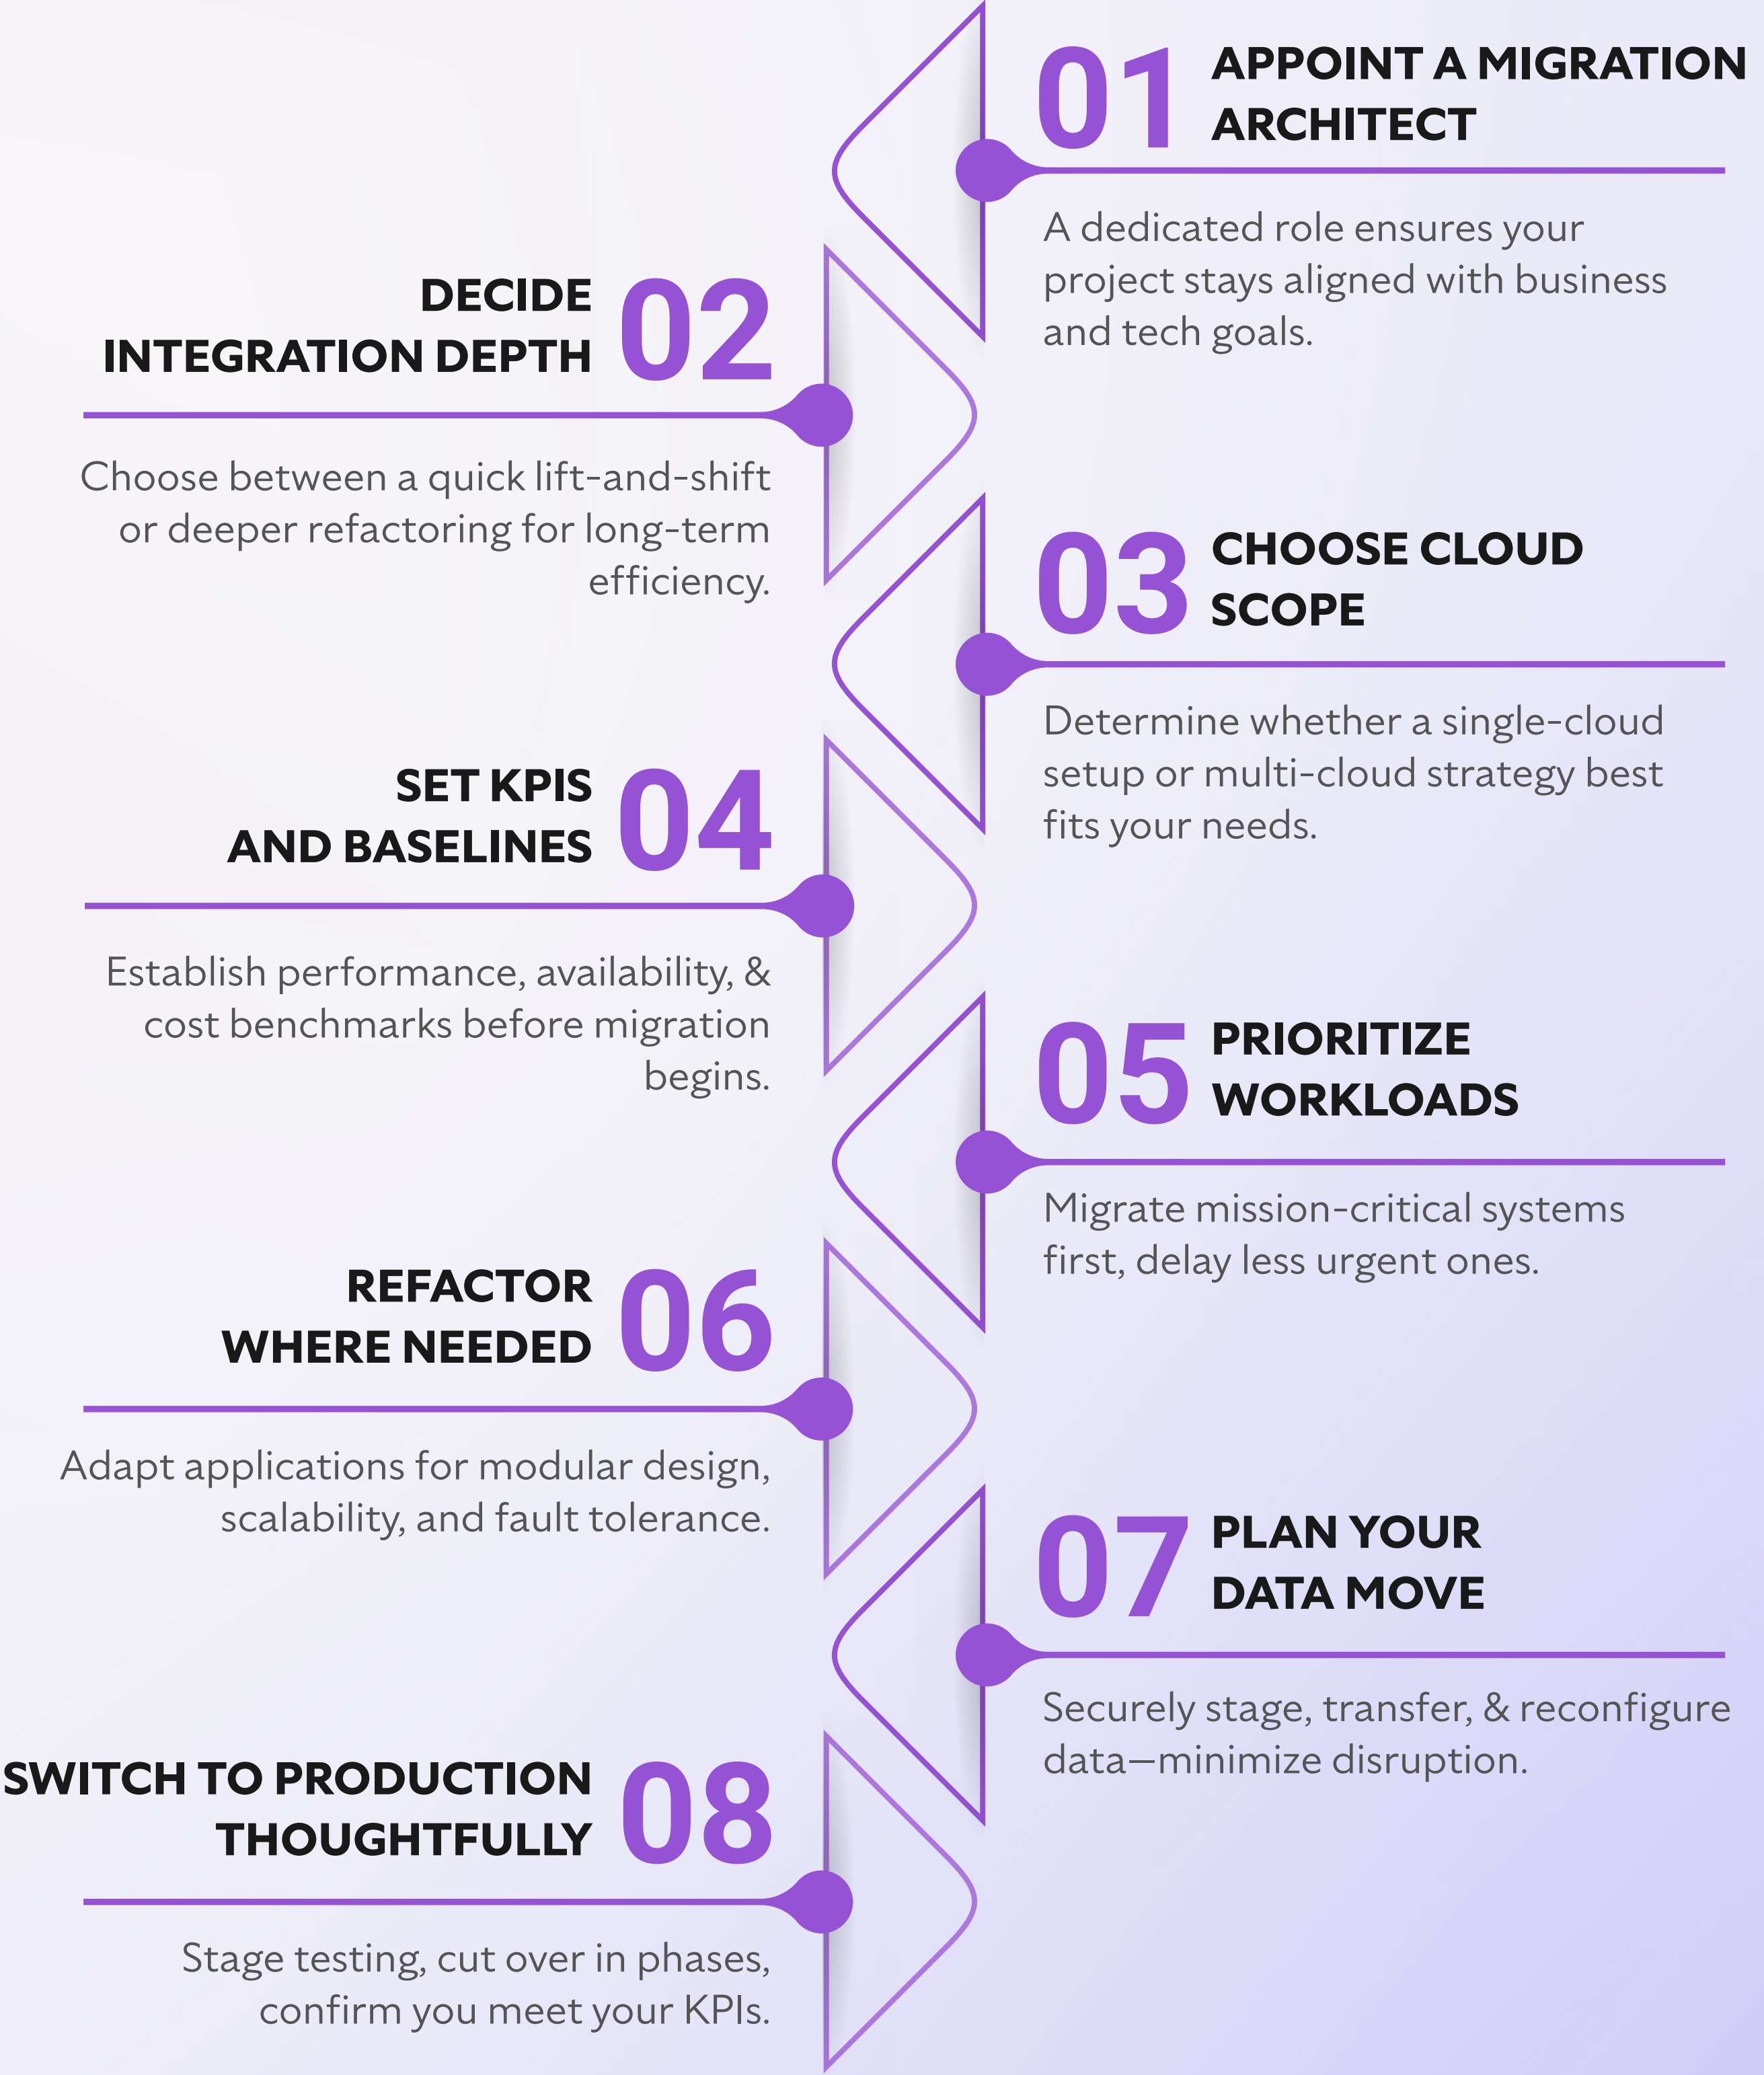 01
APPOINT A MIGRATION
ARCHITECT
A dedicated role ensures your
project stays aligned with business
and tech goals.
DECIDE
INTEGRATION DEPTH
02
Choose between a quick lift-and-shift
or deeper refactoring for long-term
efficiency.
03
CHOOSE CLOUD
SCOPE
Determine whether a single-cloud
setup or multi-cloud strategy best
fits your needs.
SET KPIS
AND BASELINES
04
Establish performance, availability, &
cost benchmarks before migration
begins.
05
PRIORITIZE
WORKLOADS
Migrate mission-critical systems
first, delay less urgent ones.
REFACTOR
WHERE NEEDED
06
Adapt applications for modular design,
scalability, and fault tolerance.
07
PLAN YOUR
DATA MOVE
Securely stage, transfer, & reconfigure
data—minimize disruption.
SWITCH TO PRODUCTION
THOUGHTFULLY
08
Stage testing, cut over in phases,
confirm you meet your KPIs.